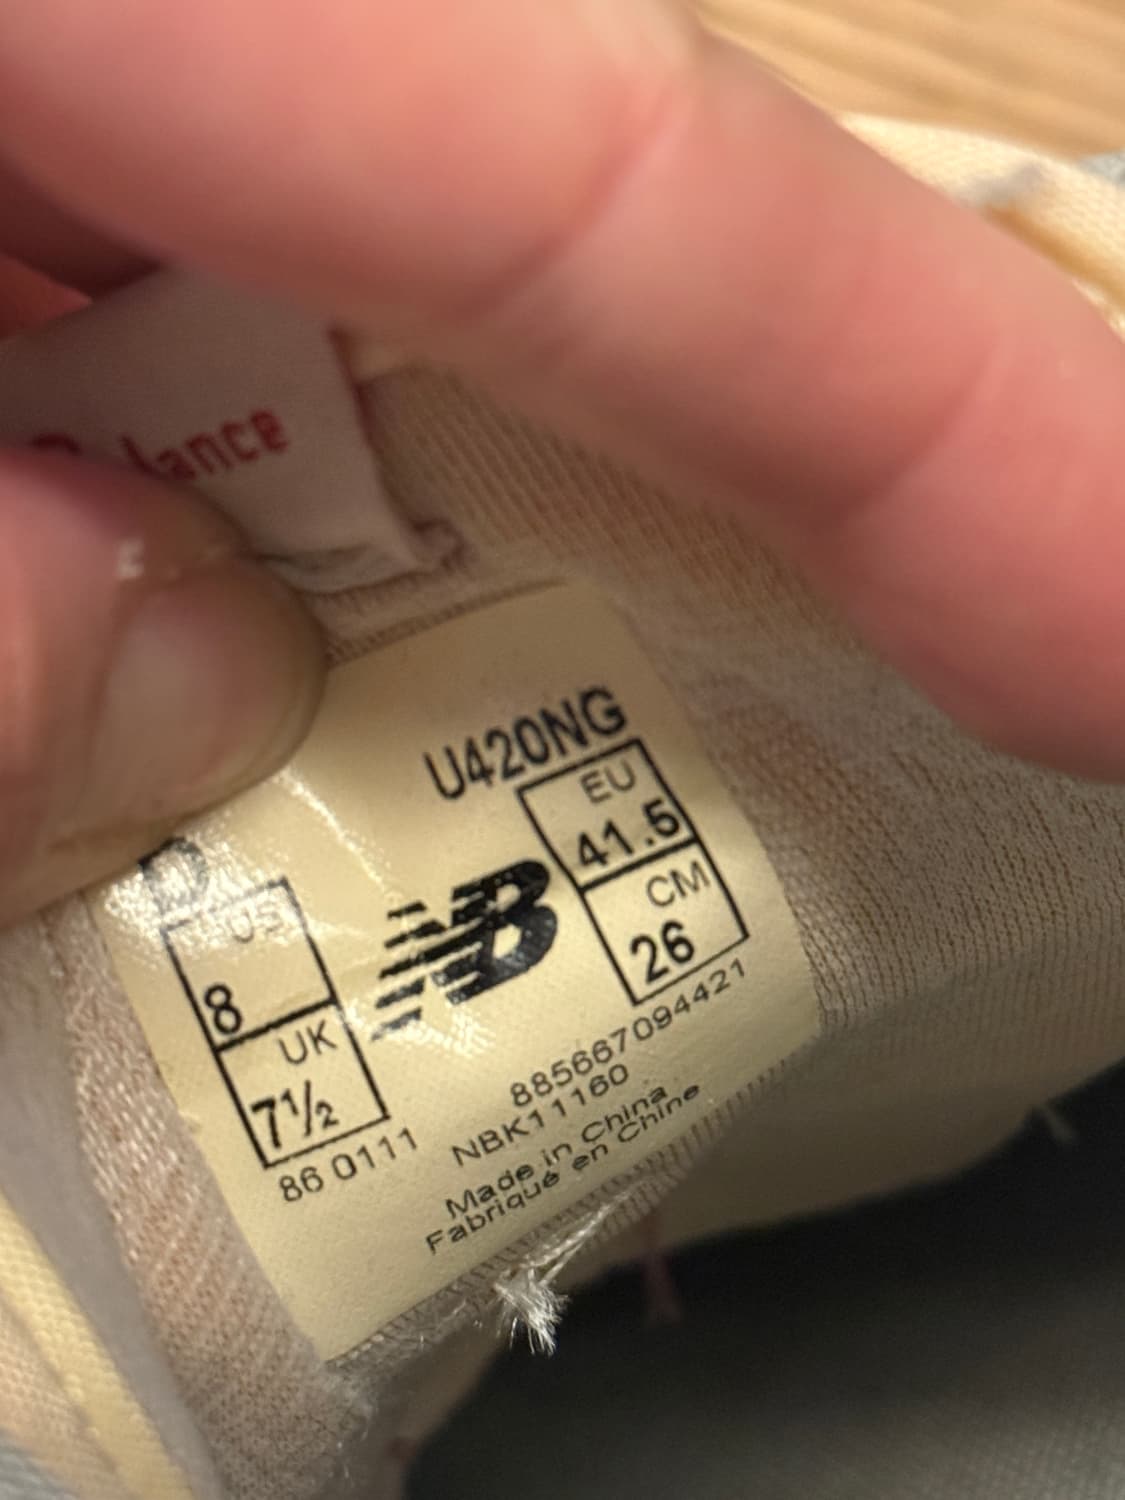 lance
U420NG
D
US
8
UK
7½
86 0111
NB
EU
41.5
CM
26
885667094421
NBK11160
Made in China
Fabriqué en Chine